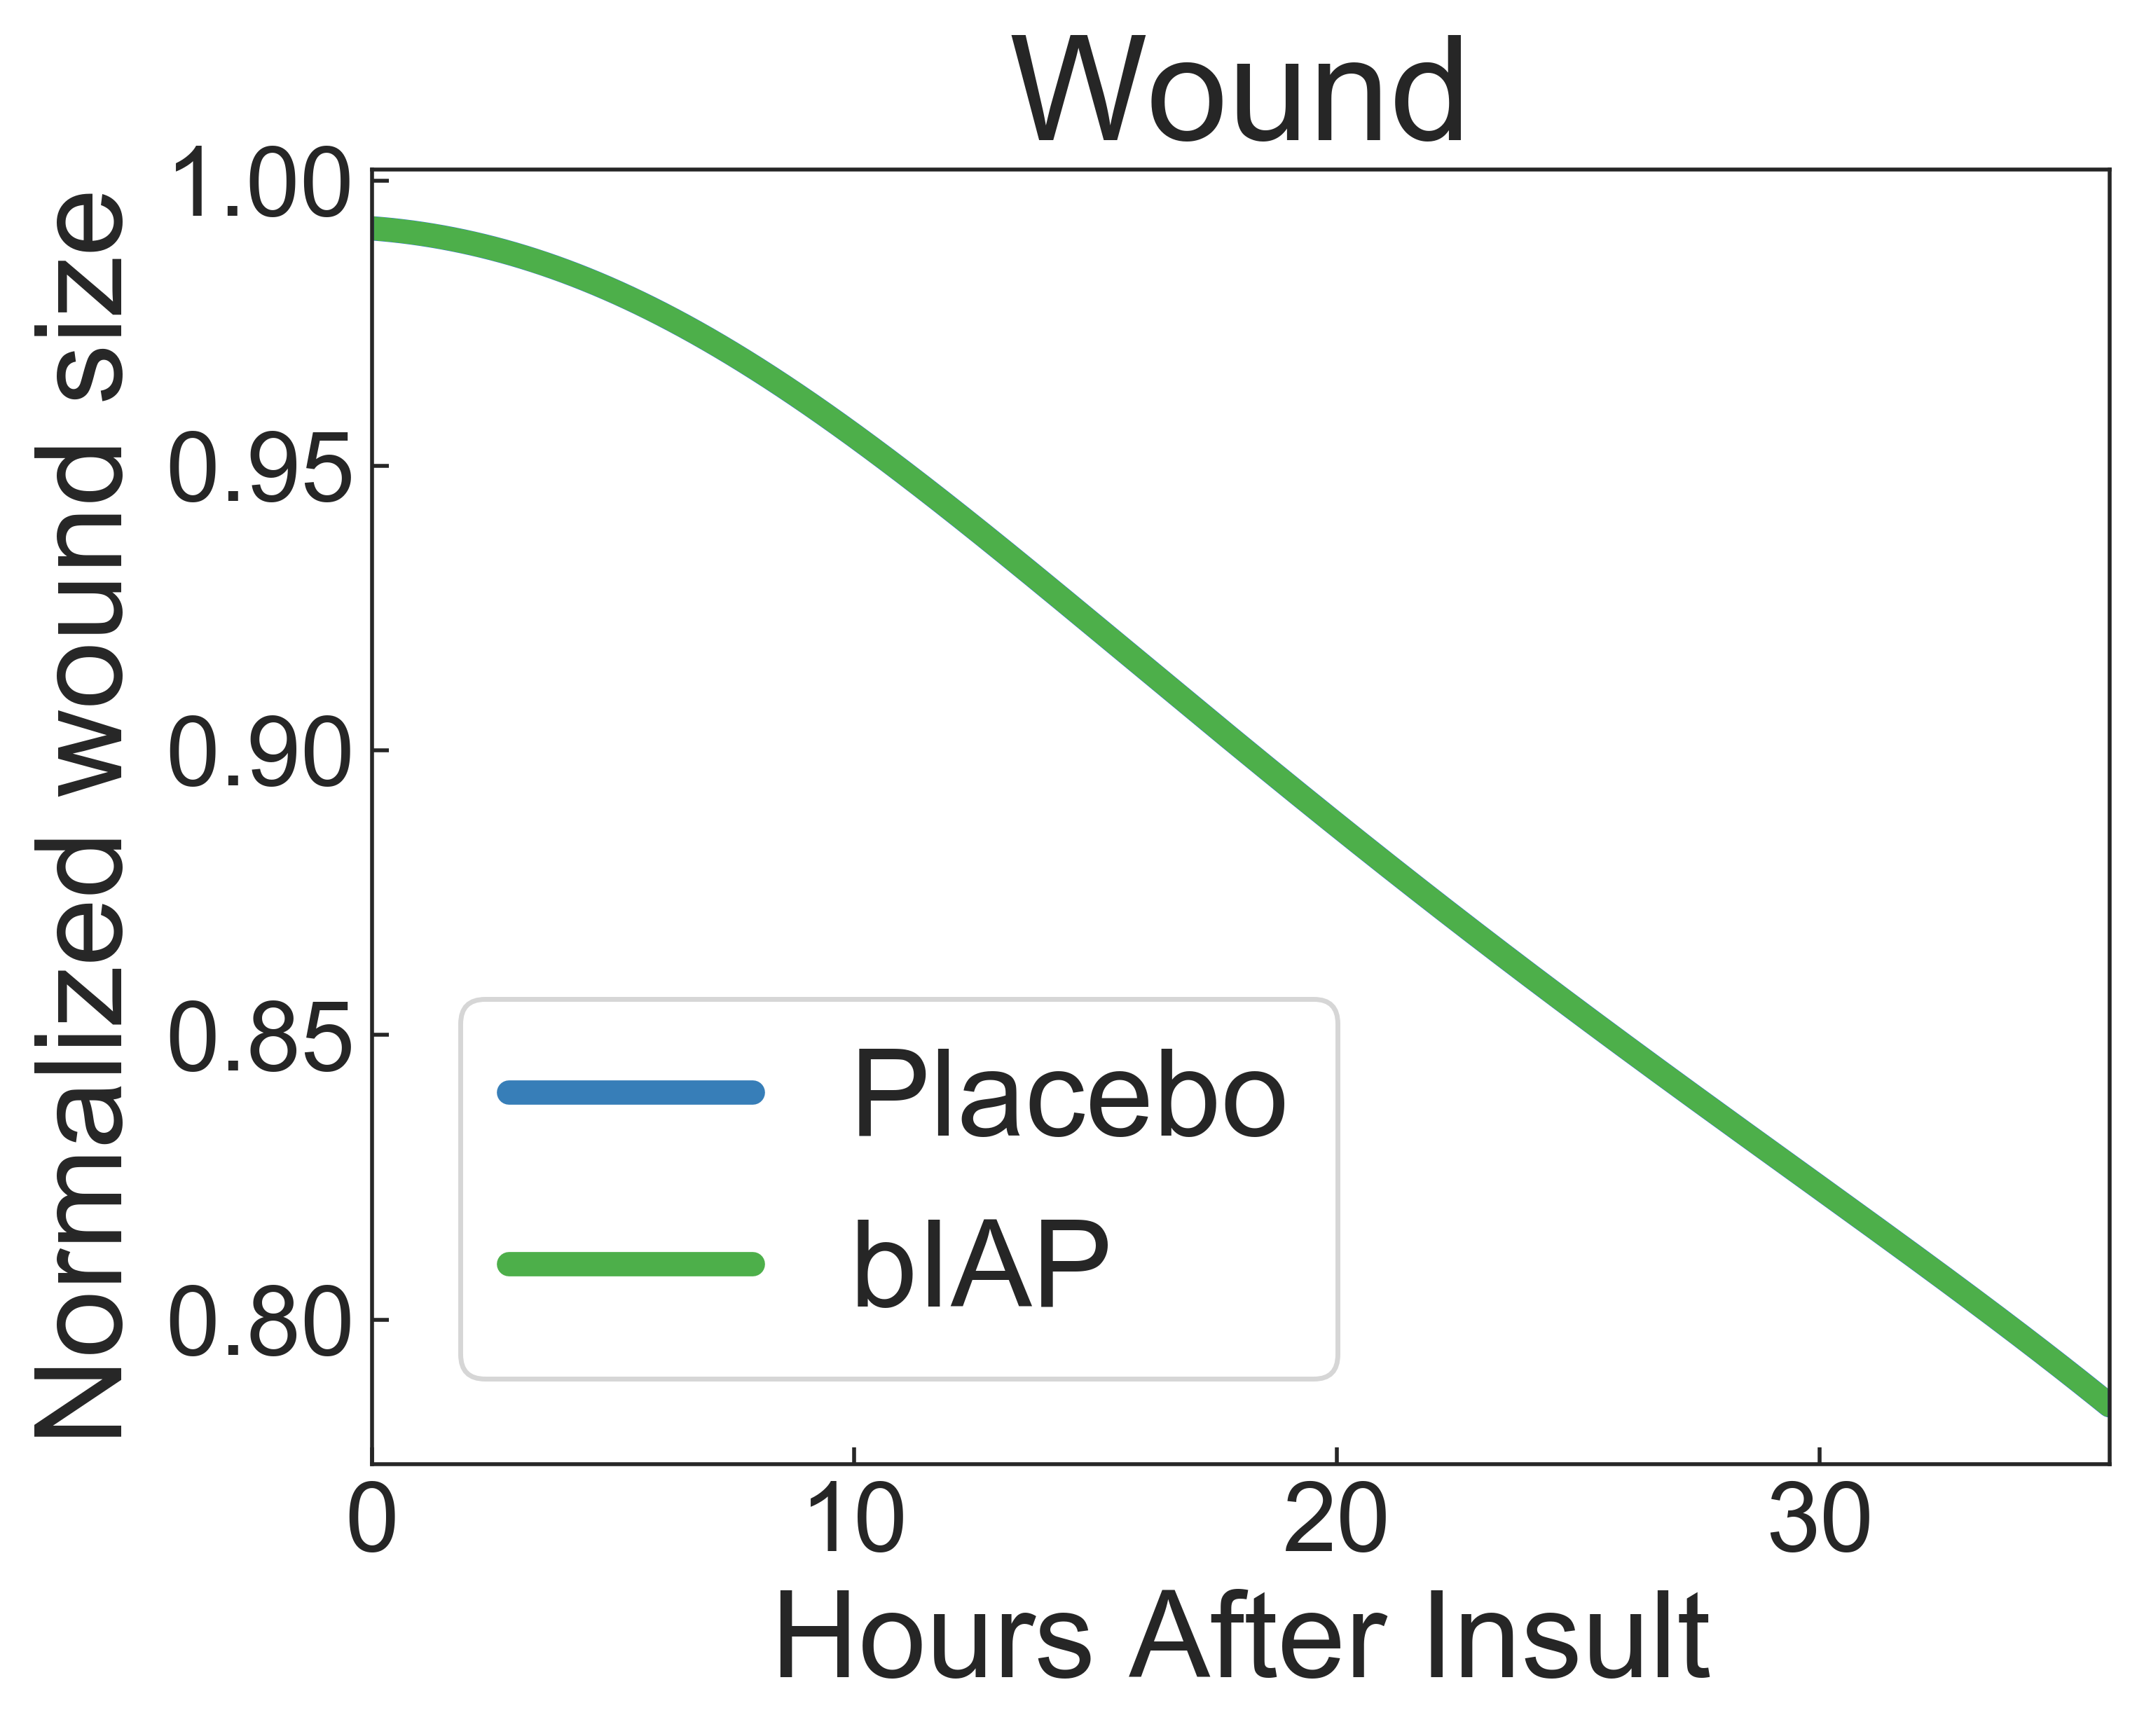 Wound
Normalized wound size
1.00
0.95
0.90
0.85
0.80
Placebo
bIAP
0 10 20 30
Hours After Insult